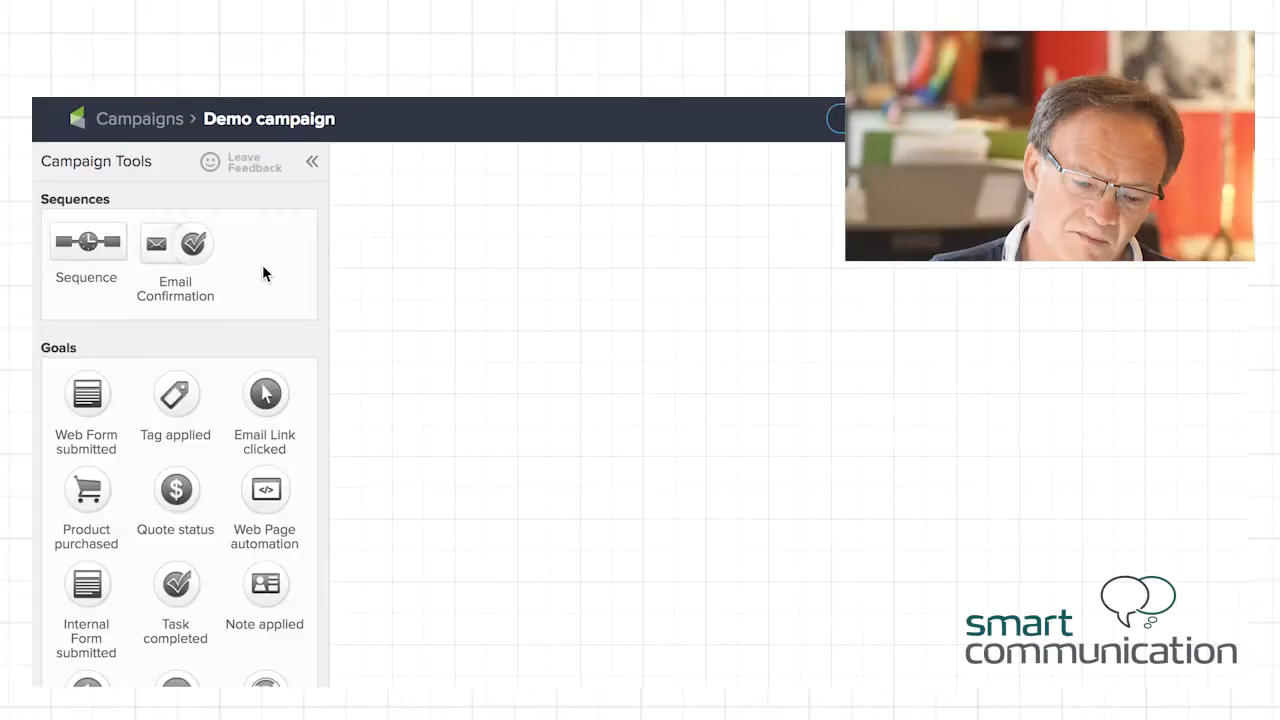 Campaigns > Demo campaign
Campaign Tools
Leave
Feedback
Sequences
Sequence
Email
Confirmation
Goals
Web Form
submitted
Tag applied
Email Link
clicked
Product
purchased
Quote status
Web Page
automation
Internal
Form
submitted
Task
completed
Note applied
smart
communication